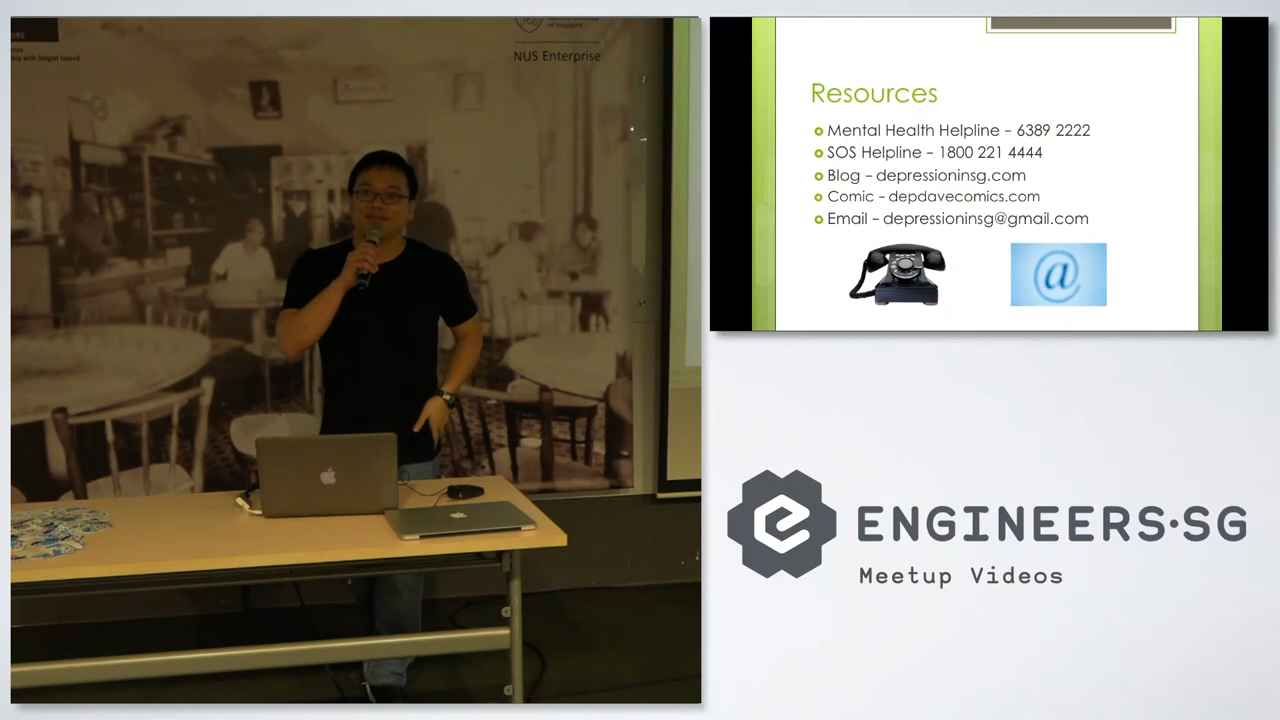 ORS
NUS Enterprise
Resources
Mental Health Helpline – 6389 2222
SOS Helpline – 1800 221 4444
Blog – depressioninsg.com
Comic – depdavecomics.com
Email – depressioninsg@gmail.com
@
ENGINEERS·SG
Meetup Videos